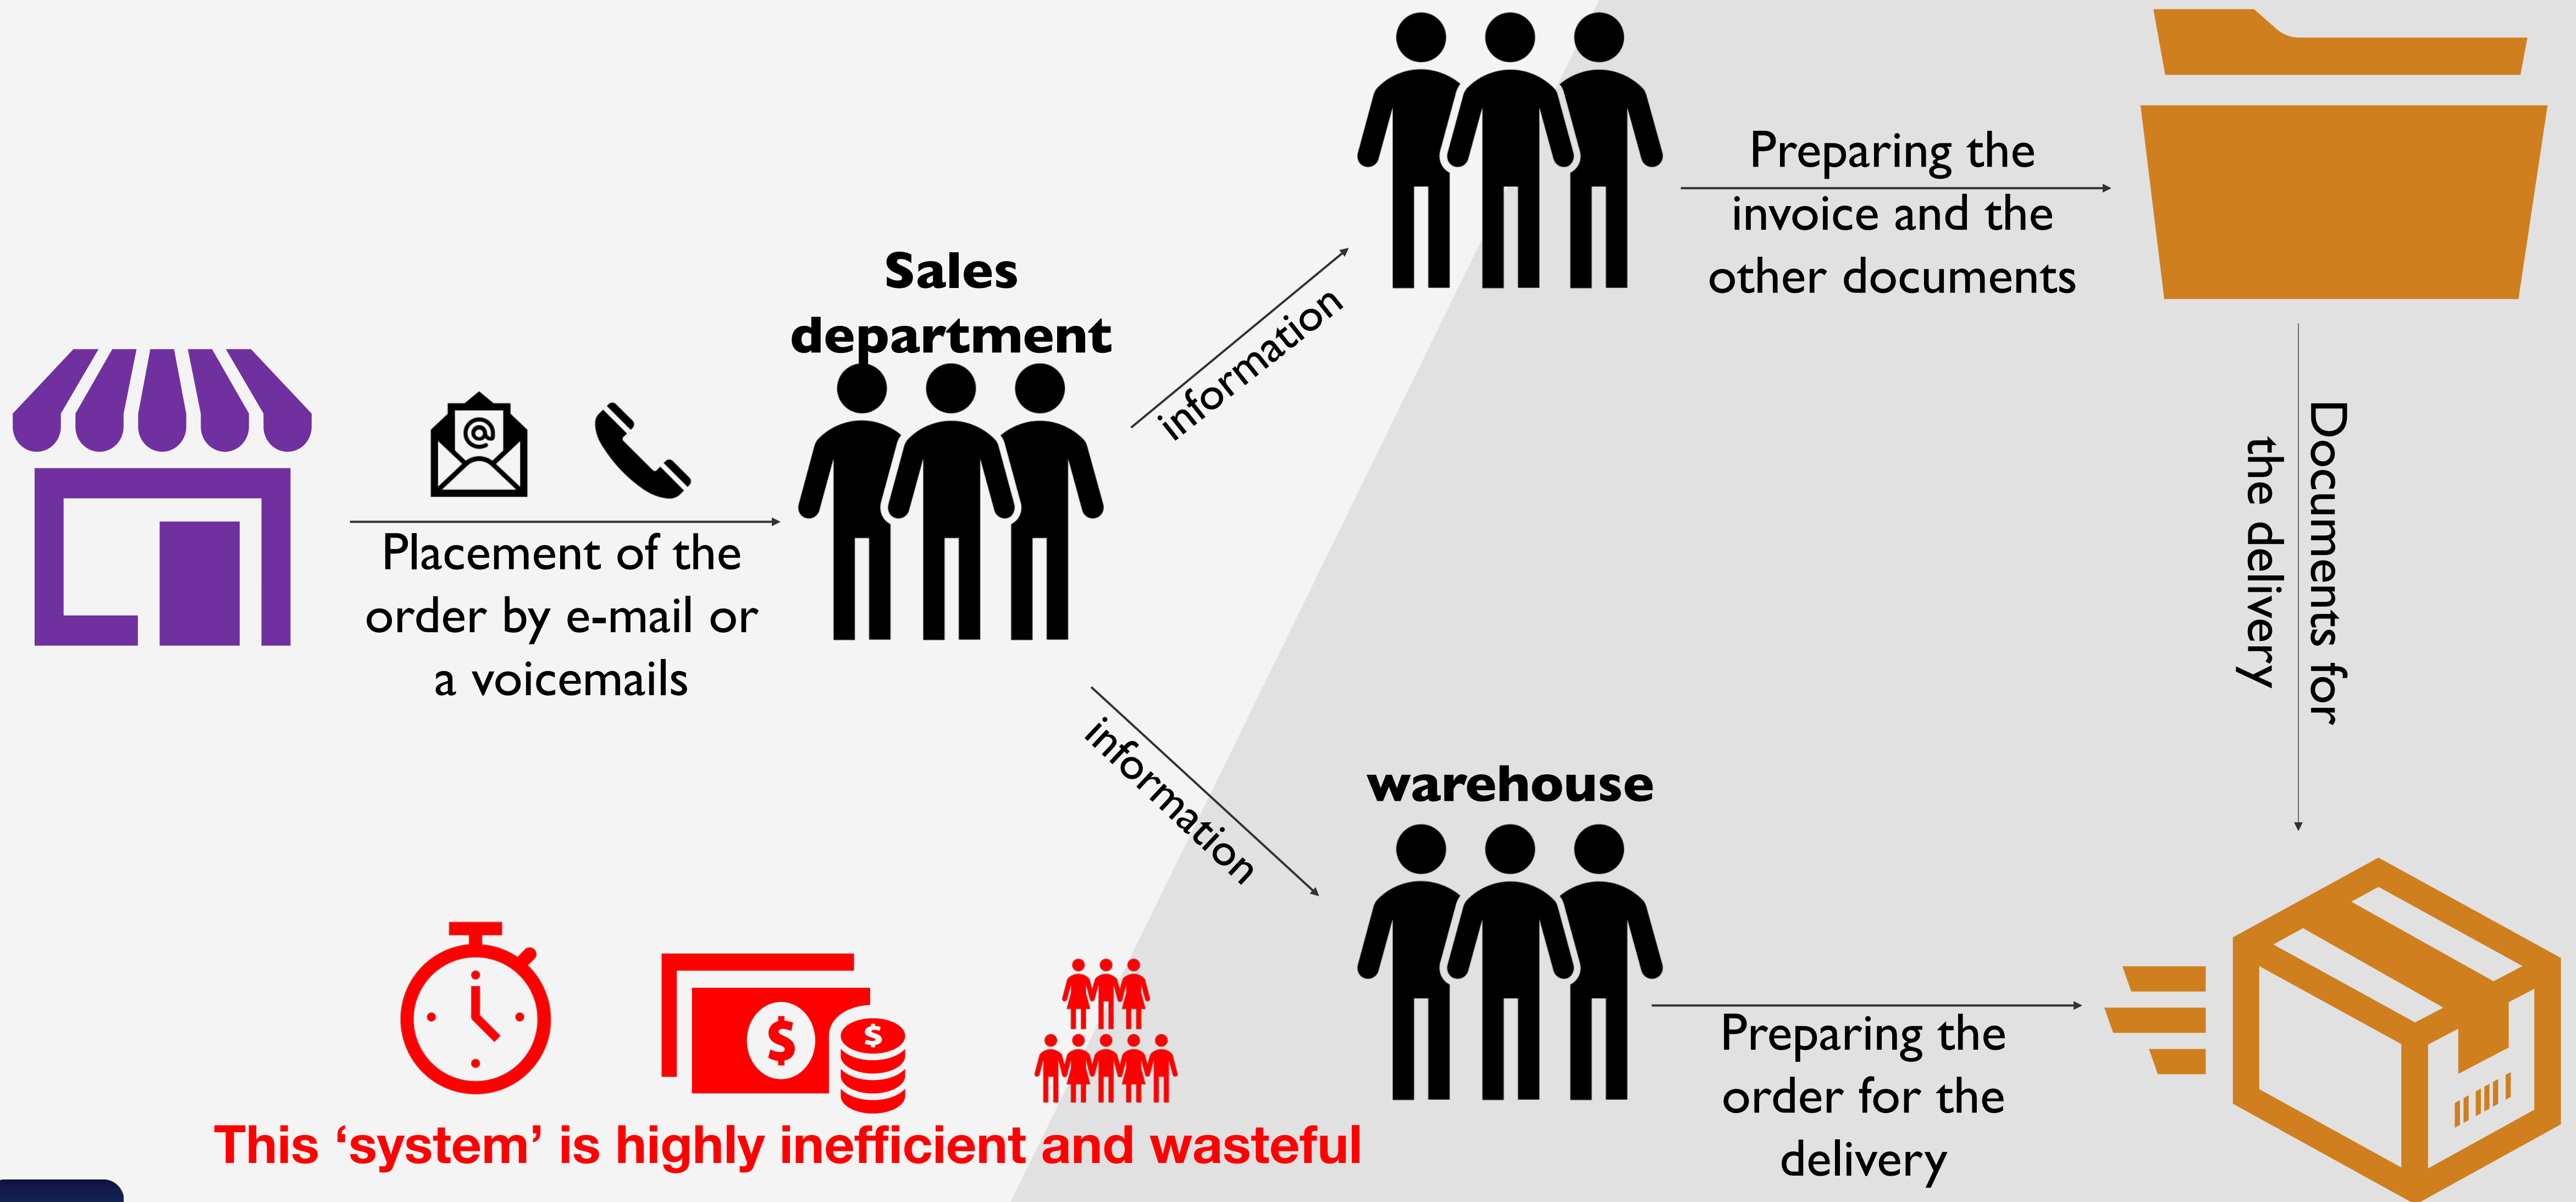 Sales
department
Placement of the
order by e-mail or
a voicemails
information
information
Preparing the
invoice and the
other documents
Documents for
the delivery
warehouse
Preparing the
order for the
delivery
@
$
$
This ‘system’ is highly inefficient and wasteful